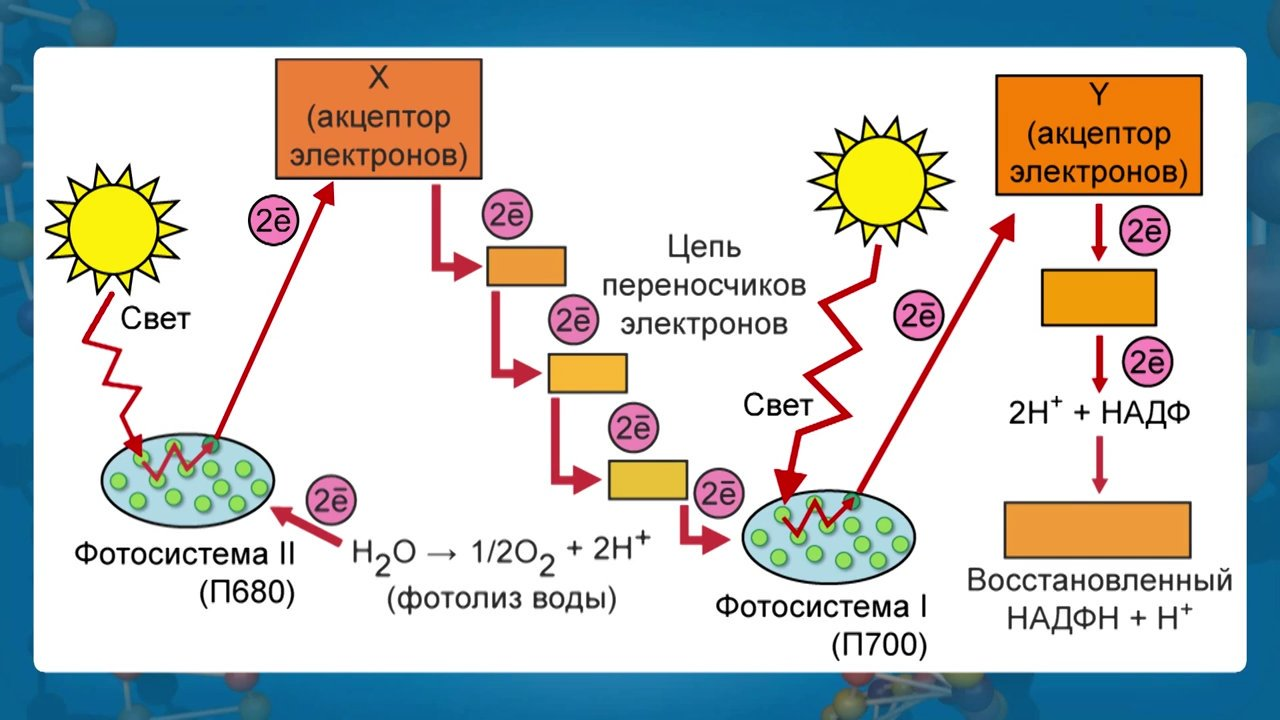 X
(акцептор
электронов)
2ē
Свет
Фотосистема II
(П680)
2ē
H₂O → 1/2O₂ + 2H⁺
(фотолиз воды)
2ē
2ē
2ē
2ē
Цепь
переносчиков
электронов
Свет
Фотосистема I
(П700)
2ē
Y
(акцептор
электронов)
2ē
2ē
2H⁺ + НАДФ
Восстановленный
НАДФН + Н⁺